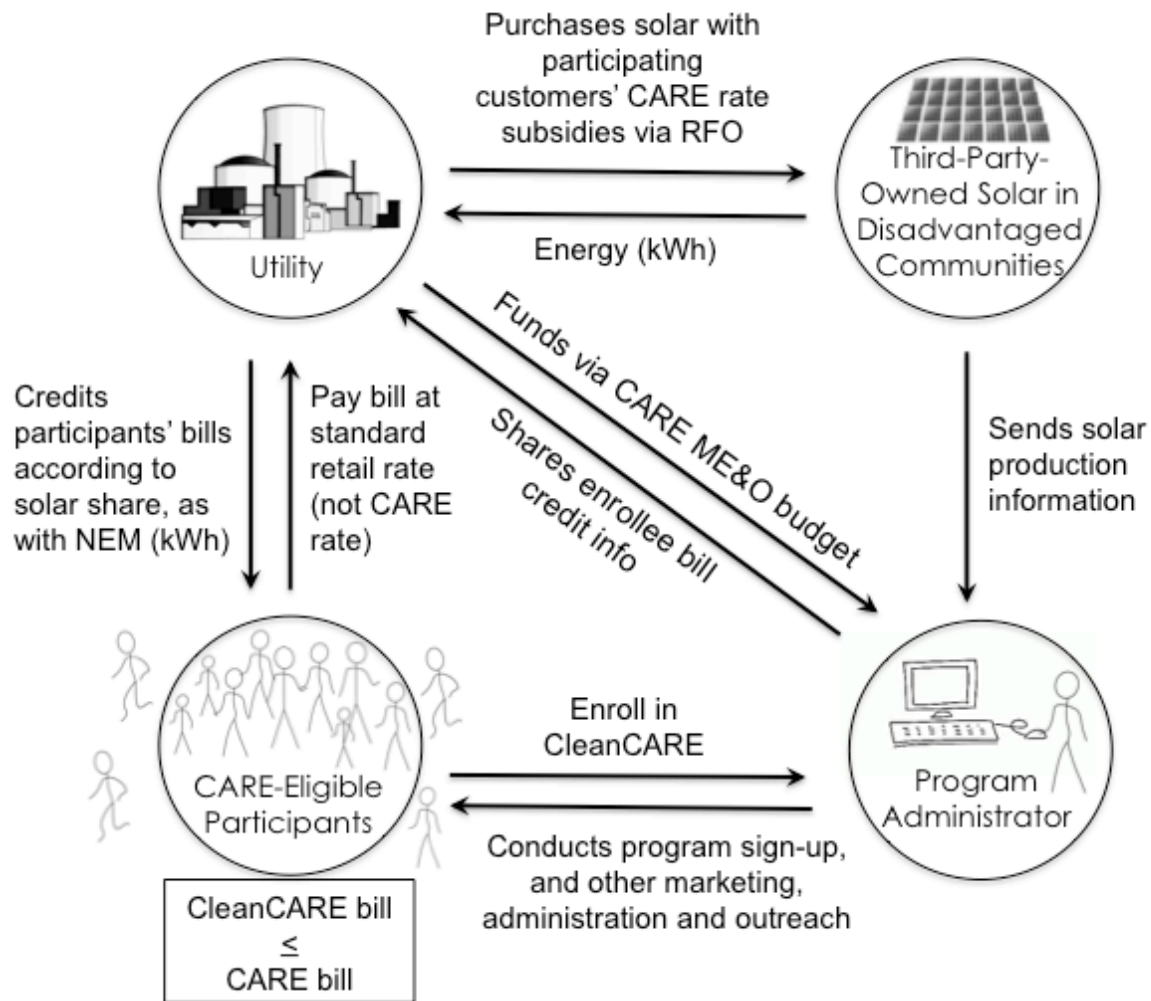 Purchases solar with
participating
customers' CARE rate
subsidies via RFO
Utility
Third-Party-
Owned Solar in
Disadvantaged
Communities
Energy (kWh)
Funds via CARE ME&O budget
Shares enrollee bill
credit info
Credits
participants' bills
according to
solar share, as
with NEM (kWh)
Pay bill at
standard
retail rate
(not CARE
rate)
Sends solar
production
information
CARE-Eligible
Participants
Enroll in
CleanCARE
Program
Administrator
Conducts program sign-up,
and other marketing,
administration and outreach
CleanCARE bill
≤
CARE bill